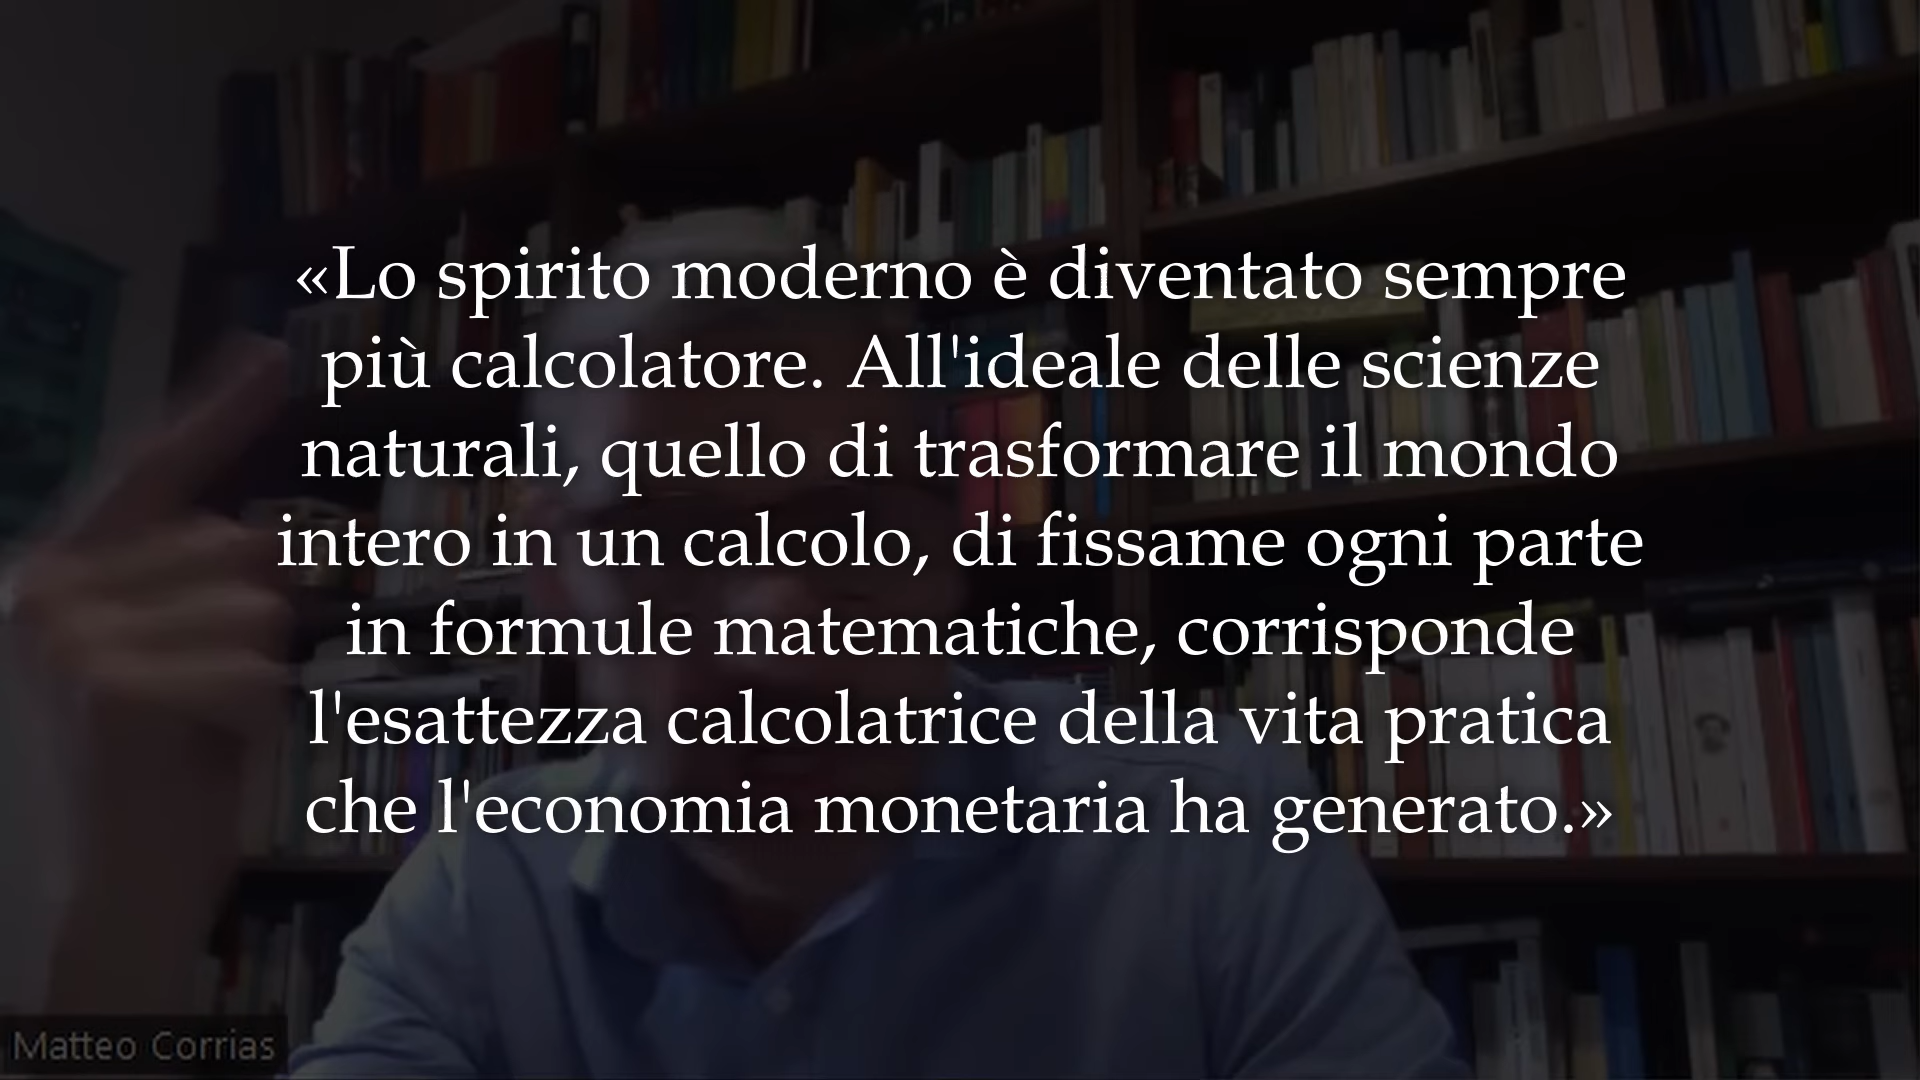 «Lo spirito moderno è diventato sempre
più calcolatore. All'ideale delle scienze
naturali, quello di trasformare il mondo
intero in un calcolo, di fissame ogni parte
in formule matematiche, corrisponde
l'esattezza calcolatrice della vita pratica
che l'economia monetaria ha generato.»
Matteo Corrias